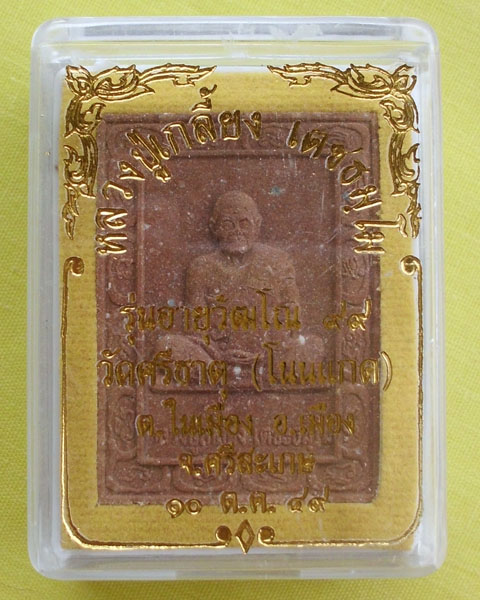 หลวงปู่เกลี้ยง เตชธมฺโม
รุ่นอายุวัฒโน ๙๙
วัดศรีธาตุ (โนนแกด)
ต.ในเมือง อ.เมือง
จ.ศรีสะเกษ
๑๐ ต.ค. ๔๙